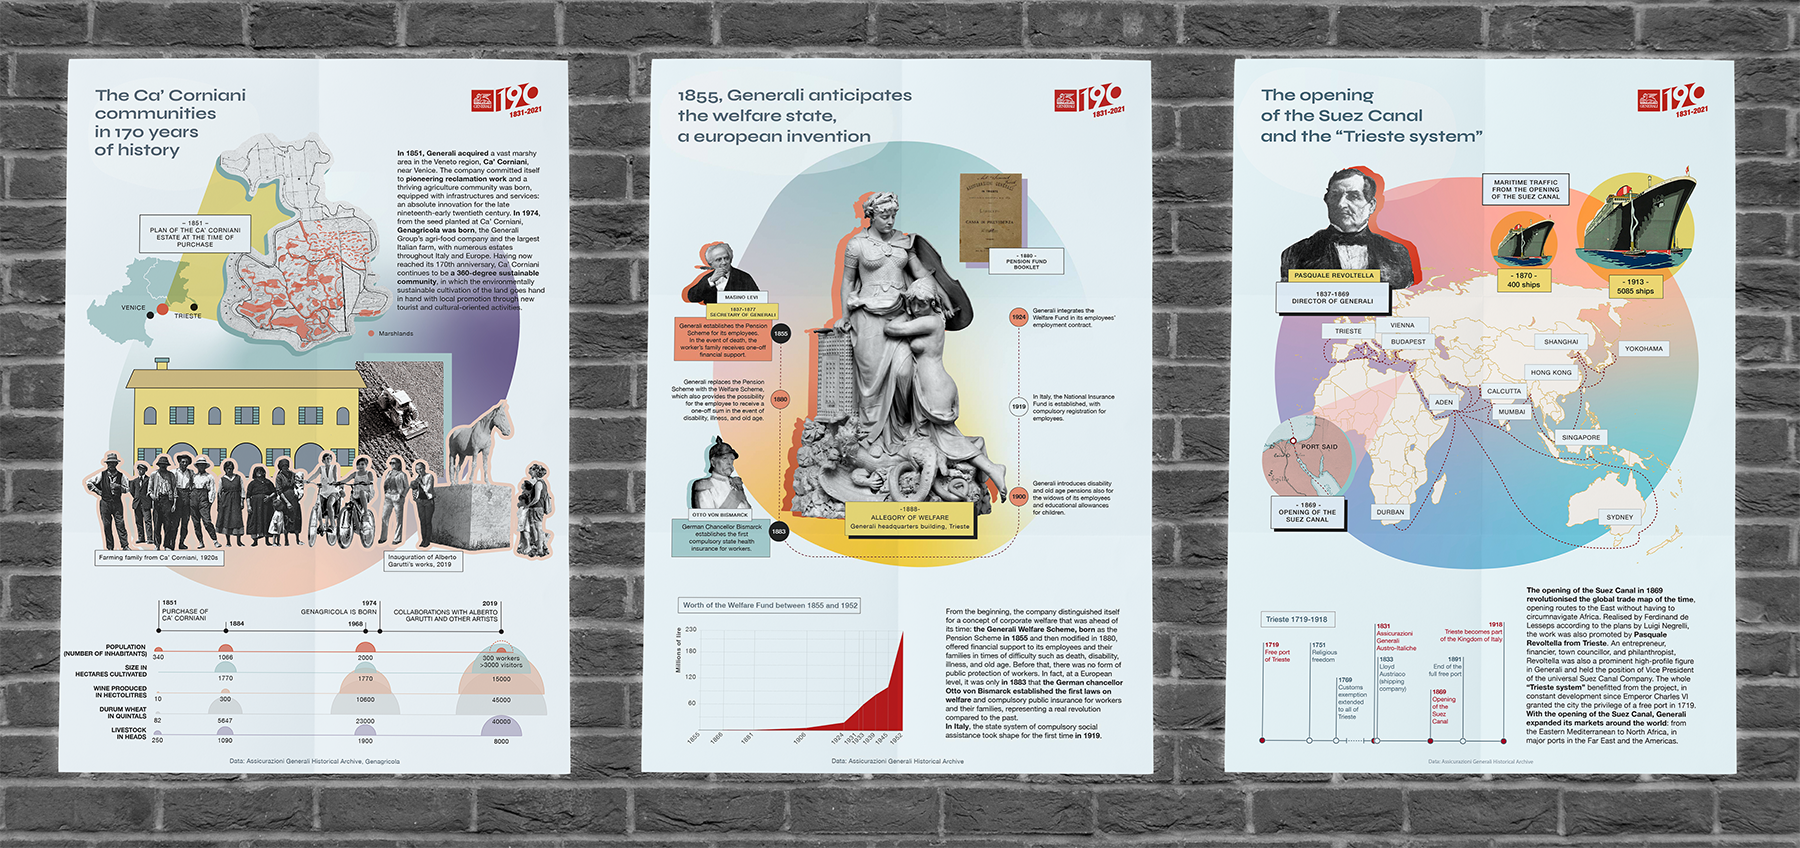 The Ca' Corniani
communities
in 170 years
of history
GENERALI
190
1831-2021
In 1851, Generali acquired a vast marshy
area in the Veneto region, Ca' Corniani,
near Venice. The company committed itself
to pioneering reclamation work and a
thriving agriculture community was born,
equipped with infrastructures and services:
an absolute innovation for the late
nineteenth-early twentieth century. In 1974,
from the seed planted at Ca' Corniani,
Genagricola was born, the Generali
Group's agri-food company and the largest
Italian farm, with numerous estates
throughout Italy and Europe. Having now
reached its 170th anniversary, Ca' Corniani
continues to be a 360-degree sustainable
community, in which the environmentally
sustainable cultivation of the land goes hand
in hand with local promotion through new
tourist and cultural-oriented activities.
- 1851 -
PLAN OF THE CA' CORNIANI
ESTATE AT THE TIME OF
PURCHASE
VENICE
TRIESTE
Marshlands
Farming family from Ca' Corniani, 1920s
Inauguration of Alberto
Garutti's works, 2019
1851
PURCHASE OF
CA' CORNIANI
1884
1974
GENAGRICOLA IS BORN
1968
2019
COLLABORATIONS WITH ALBERTO
GARUTTI AND OTHER ARTISTS
POPULATION
(NUMBER OF INHABITANTS)
340 1066 2000
300 workers
>3000 visitors
SIZE IN
HECTARES CULTIVATED
1770 1770 15000
WINE PRODUCED
IN HECTOLITRES
10 300 10600 45000
DURUM WHEAT
IN QUINTALS
82 5647 23000 40000
LIVESTOCK
IN HEADS
250 1090 1900 8000
Data: Assicurazioni Generali Historical Archive, Genagricola
1855, Generali anticipates
the welfare state,
a european invention
GENERALI
190
1831-2021
- 1880 -
PENSION FUND
BOOKLET
MASINO LEVI
1837-1877
SECRETARY OF GENERALI
Generali establishes the Pension
Scheme for its employees.
In the event of death, the
worker's family receives one-off
financial support.
1855
Generali replaces the Pension
Scheme with the Welfare Scheme,
which also provides the possibility
for the employee to receive a
one-off sum in the event of
disability, illness, and old age.
1880
OTTO VON BISMARCK
German Chancellor Bismarck
establishes the first
compulsory state health
insurance for workers.
1883
-1888-
ALLEGORY OF WELFARE
Generali headquarters building, Trieste
1924
Generali integrates the
Welfare Fund in its employees'
employment contract.
1919
In Italy, the National Insurance
Fund is established, with
compulsory registration for
employees.
1900
Generali introduces disability
and old age pensions also for
the widows of its employees
and educational allowances
for children.
Worth of the Welfare Fund between 1855 and 1952
Millions of lire
230
180
120
60
1855 1866 1881 1906 1924 1931 1933 1939 1945 1952
From the beginning, the company distinguished itself
for a concept of corporate welfare that was ahead of
its time: the Generali Welfare Scheme, born as the
Pension Scheme in 1855 and then modified in 1880,
offered financial support to its employees and their
families in times of difficulty such as death, disability,
illness, and old age. Before that, there was no form of
public protection of workers. In fact, at a European
level, it was only in 1883 that the German chancellor
Otto von Bismarck established the first laws on
welfare and compulsory public insurance for workers
and their families, representing a real revolution
compared to the past.
In Italy, the state system of compulsory social
assistance took shape for the first time in 1919.
Data: Assicurazioni Generali Historical Archive
The opening
of the Suez Canal
and the "Trieste system"
GENERALI
190
1831-2021
MARITIME TRAFFIC
FROM THE OPENING
OF THE SUEZ CANAL
- 1870 -
400 ships
- 1913 -
5085 ships
PASQUALE REVOLTELLA
1837-1869
DIRECTOR OF GENERALI
TRIESTE
VIENNA
BUDAPEST
SHANGHAI
YOKOHAMA
HONG KONG
CALCUTTA
ADEN
MUMBAI
SINGAPORE
PORT SAID
DURBAN
SYDNEY
- 1869 -
OPENING OF THE
SUEZ CANAL
Trieste 1719-1918
1719
Free port
of Trieste
1751
Religious
freedom
1769
Customs
exemption
extended
to all of
Trieste
1831
Assicurazioni
Generali
Austro-Italiche
1833
Lloyd
Austriaco
(shipping
company)
1869
Opening
of the
Suez
Canal
1891
End of the
full free port
1918
Trieste becomes part
of the Kingdom of Italy
The opening of the Suez Canal in 1869
revolutionised the global trade map of the time,
opening routes to the East without having to
circumnavigate Africa. Realised by Ferdinand de
Lesseps according to the plans by Luigi Negrelli,
the work was also promoted by Pasquale
Revoltella from Trieste. An entrepreneur,
financier, town councillor, and philanthropist,
Revoltella was also a prominent high-profile figure
in Generali and held the position of Vice President
of the universal Suez Canal Company. The whole
"Trieste system" benefitted from the project, in
constant development since Emperor Charles VI
granted the city the privilege of a free port in 1719.
With the opening of the Suez Canal, Generali
expanded its markets around the world: from
the Eastern Mediterranean to North Africa, in
major ports in the Far East and the Americas.
Data: Assicurazioni Generali Historical Archive